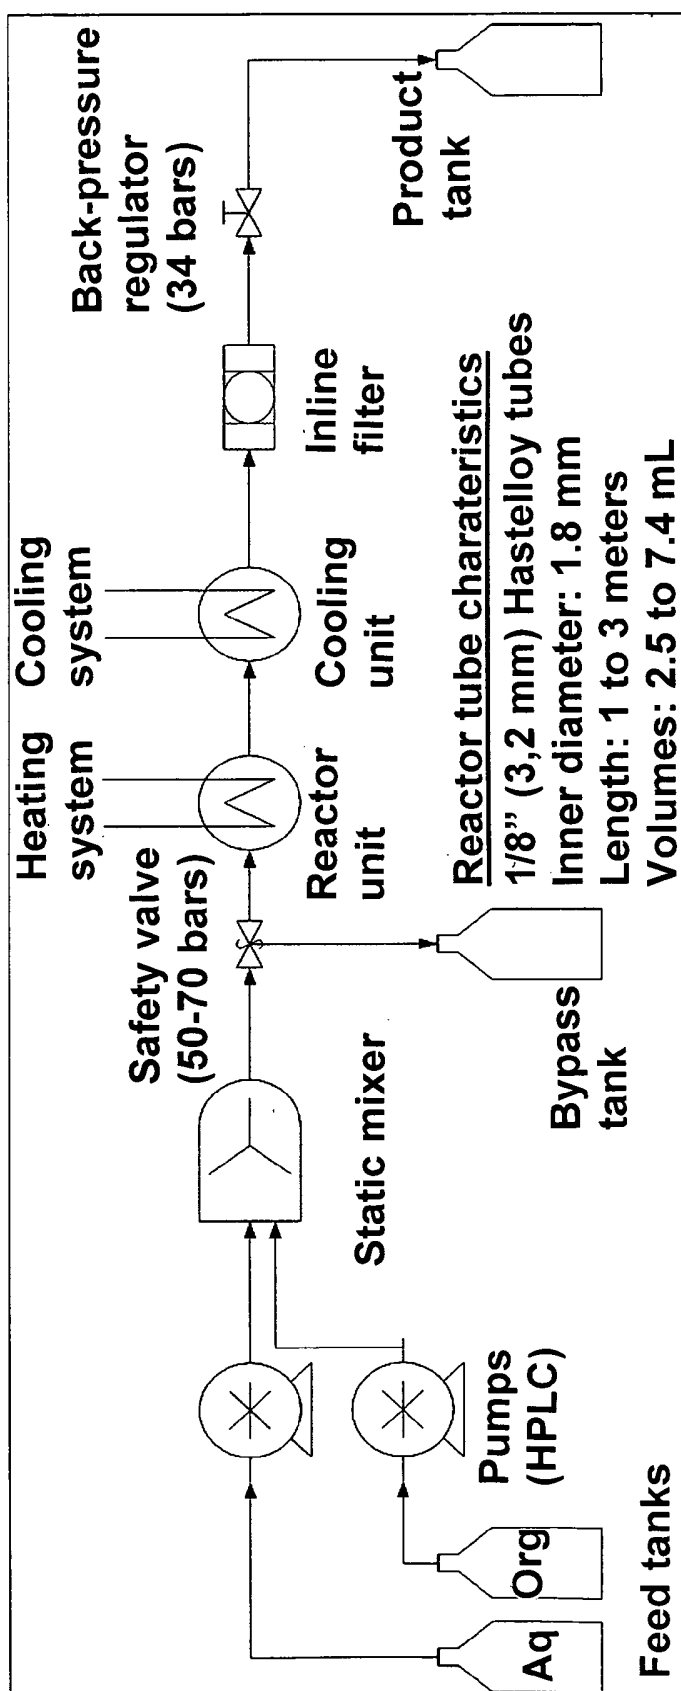 Heating
system
Cooling
system
Safety valve
(50-70 bars)
Back-pressure
regulator
(34 bars)
Static mixer
Reactor
unit
Cooling
unit
Inline
filter
Product
tank
Pumps
(HPLC)
Aq
Org
Feed tanks
Bypass
tank
Reactor tube charateristics
1/8” (3,2 mm) Hastelloy tubes
Inner diameter: 1.8 mm
Length: 1 to 3 meters
Volumes: 2.5 to 7.4 mL